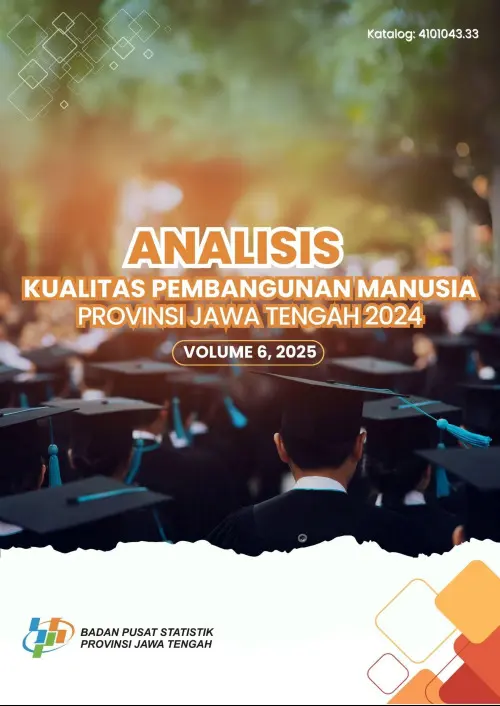 Katalog: 4101043.33
ANALISIS
KUALITAS PEMBANGUNAN MANUSIA
PROVINSI JAWA TENGAH 2024
VOLUME 6, 2025
BADAN PUSAT STATISTIK
PROVINSI JAWA TENGAH